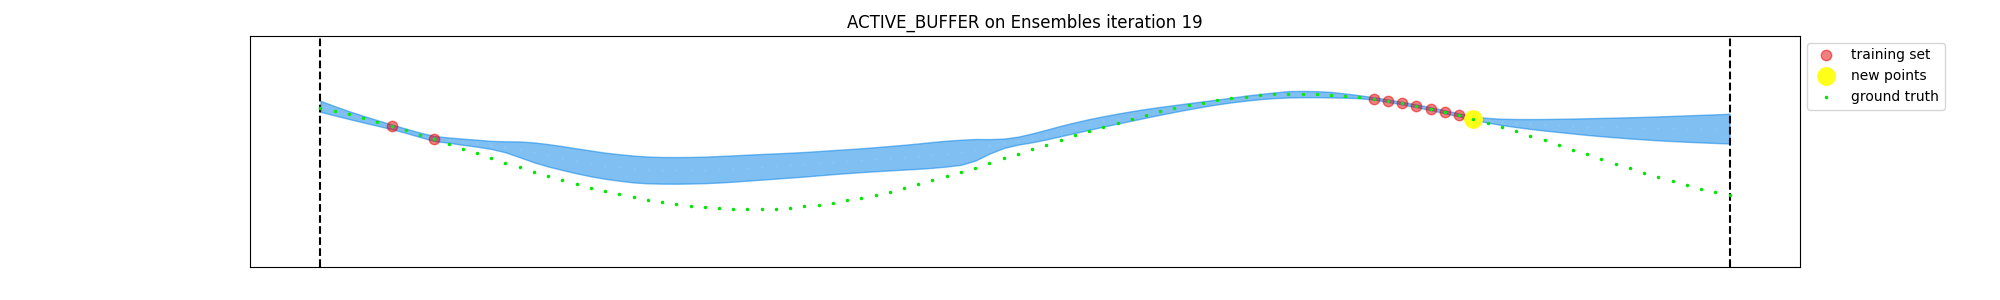 ACTIVE_BUFFER on Ensembles iteration 19
training set
new points
ground truth